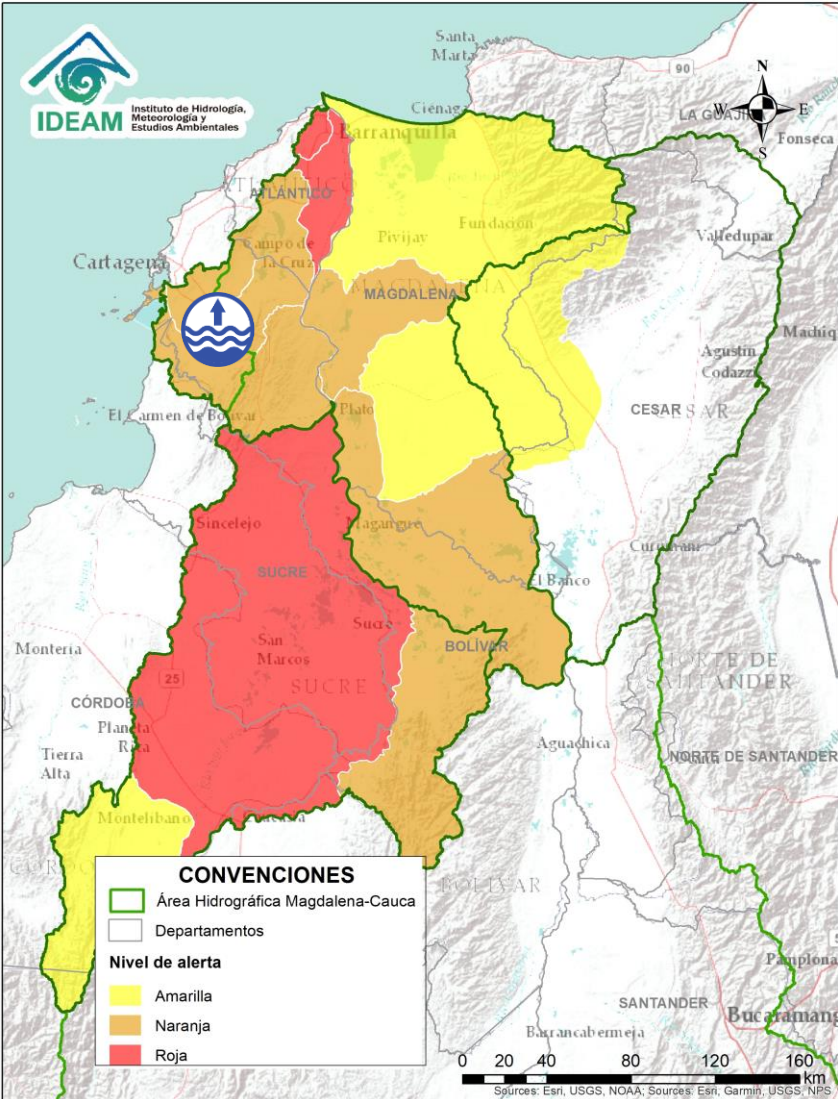 IDEAM
Instituto de Hidrología,
Meteorología y
Estudios Ambientales
Santa
Marta
90
N
W
E
S
LA GUAJIR
Ciénaga
Barranquilla
Fonseca
ATLÁNTICO
Pivijay
Fundación
Valledupar
Campo de
la Cruz
Cartagena
MAGDALENA
MAGDALENA
Agustín
Codazzi
CESAR
CESAR
El Carmen de Bolívar
Plato
Sincelejo
Magangué
SUCRE
El Banco
Sucre
BOLÍVAR
San
Marcos
Montería
SUCRE
NORTE DE
SANTANDER
25
CÓRDOBA
Planeta
Rica
Aguachica
Tierra
Alta
NORTE DE SANTANDER
Montelíbano
BOLÍVAR
CONVENCIONES
Área Hidrográfica Magdalena-Cauca
Departamentos
Nivel de alerta
Amarilla
Naranja
Roja
Pamplona
SANTANDER
Bucaramang
Barrancabermeja
0 20 40 80 120 160
km
Sources: Esri, USGS, NOAA; Sources: Esri, Garmin, USGS, NPS